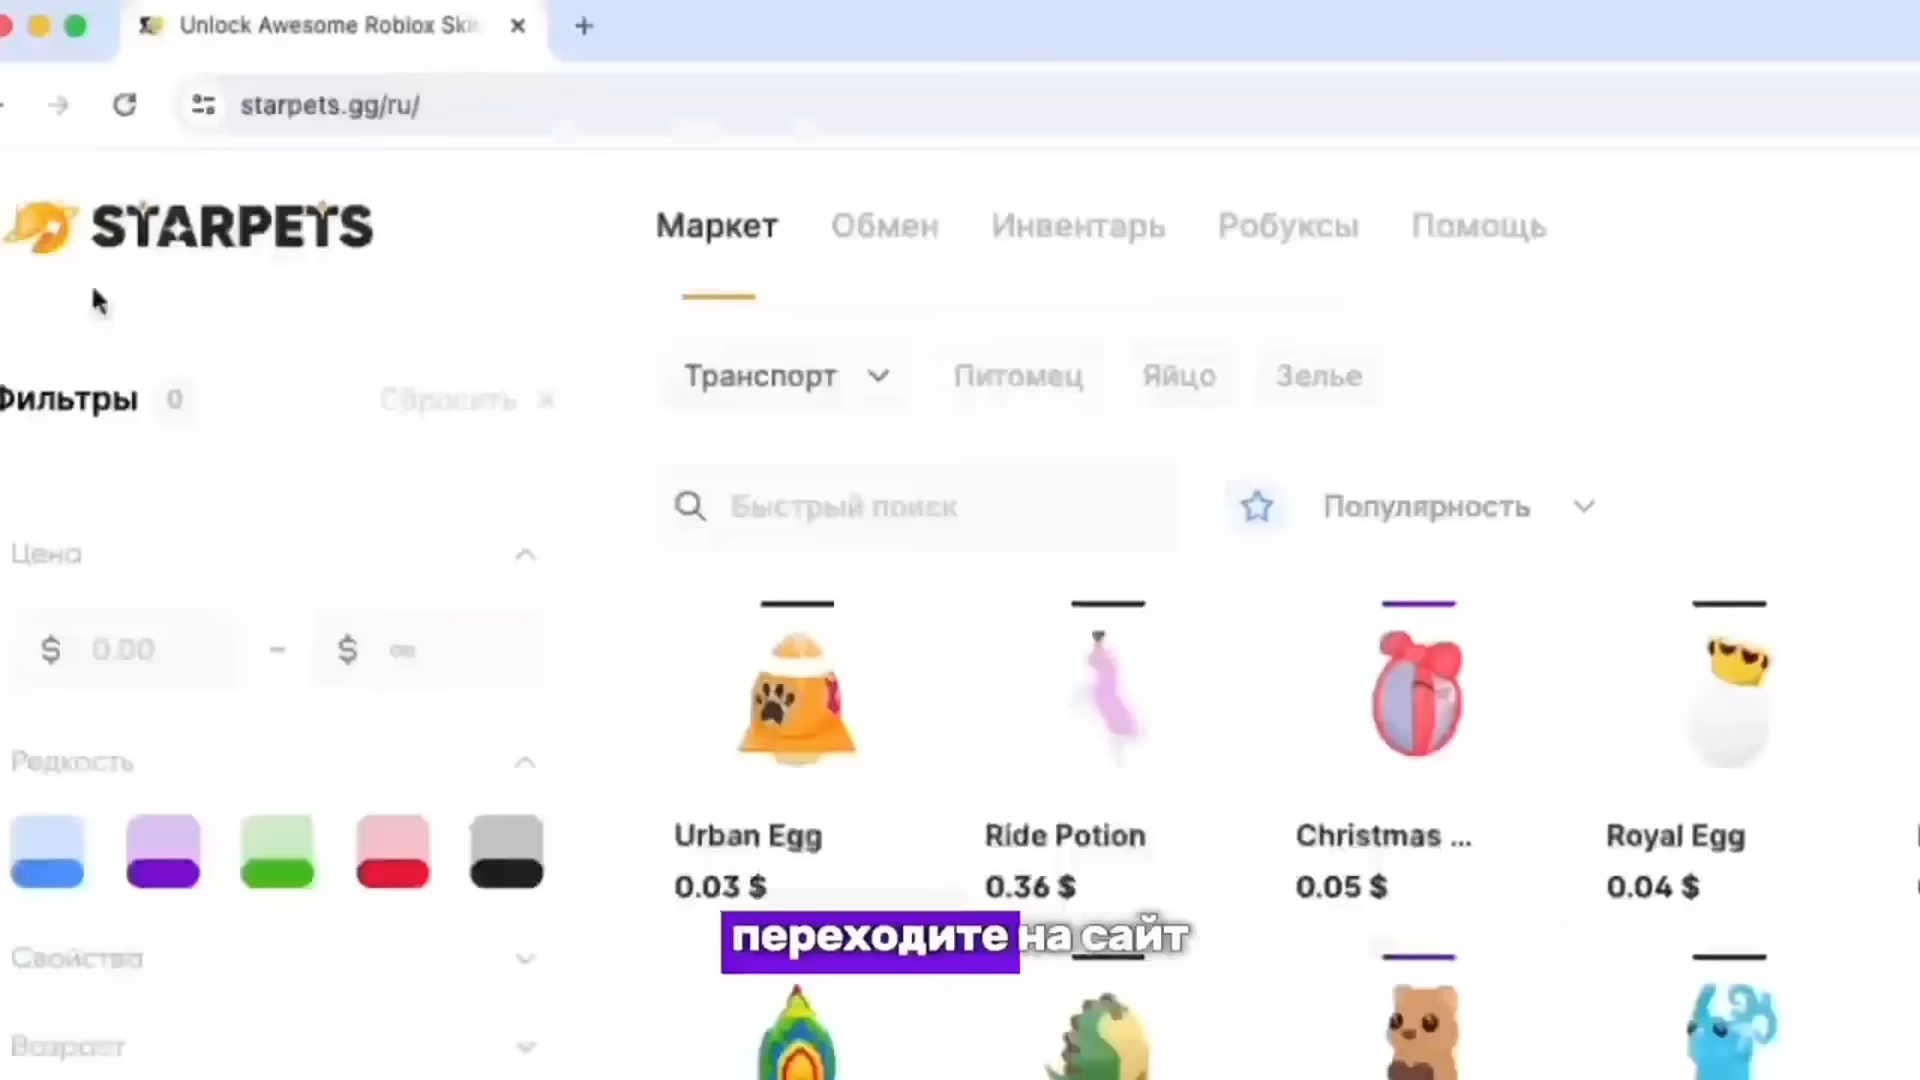 Unlock Awesome Roblox Ski
starpets.gg/ru/
STARPETS
Маркет Обмен Инвентарь Робуксы Помощь
Транспорт Питомец Яйцо Зелье
Фильтры 0 Сбросить
Быстрый поиск Популярность
Цена
$ 0.00 – $ ∞
Редкость
Urban Egg Ride Potion Christmas ... Royal Egg
0.03 $ 0.36 $ 0.05 $ 0.04 $
переходите на сайт
Свойства
Возраст